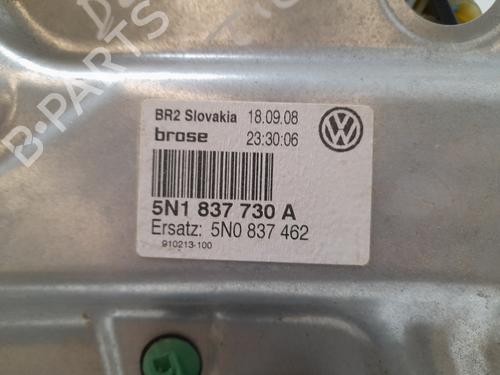 B-PARTS
BR2 Slovakia 18.09.08
brose 23:30:06
5N1 837 730 A
Ersatz: 5N0 837 462
910213-100